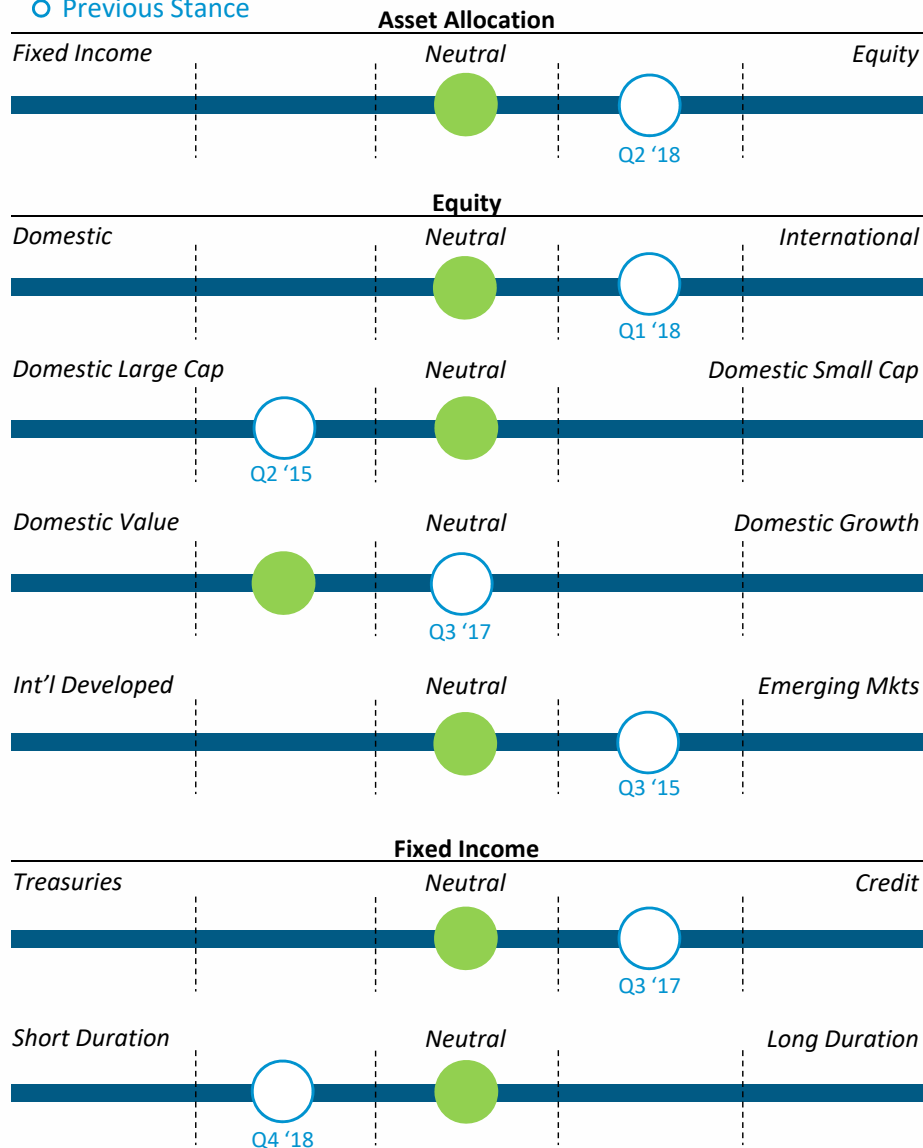 Previous Stance
Asset Allocation
Fixed Income Neutral Equity
Q2 ‘18
Equity
Domestic Neutral International
Q1 ‘18
Domestic Large Cap Neutral Domestic Small Cap
Q2 ‘15
Domestic Value Neutral Domestic Growth
Q3 ‘17
Int’l Developed Neutral Emerging Mkts
Q3 ‘15
Fixed Income
Treasuries Neutral Credit
Q3 ‘17
Short Duration Neutral Long Duration
Q4 ‘18